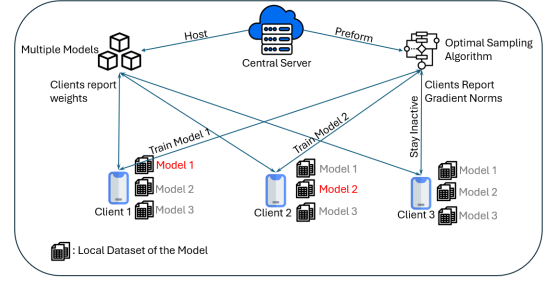 Host
Preform
Multiple Models
Central Server
Optimal Sampling
Algorithm
Clients report
weights
Clients Report
Gradient Norms
Train Model 1
Train Model 2
Stay Inactive
Model 1
Model 2
Model 3
Client 1
Model 1
Model 2
Model 3
Client 2
Model 1
Model 2
Model 3
Client 3
: Local Dataset of the Model